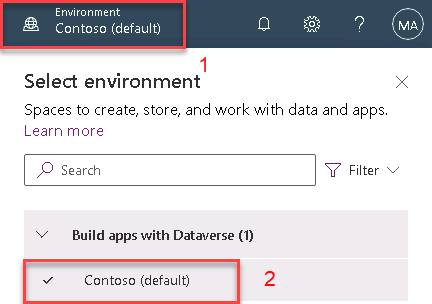 Environment
Contoso (default)
?
MA
1
Select environment
Spaces to create, store, and work with data and apps.
Learn more
Search
Filter
Build apps with Dataverse (1)
Contoso (default)
2